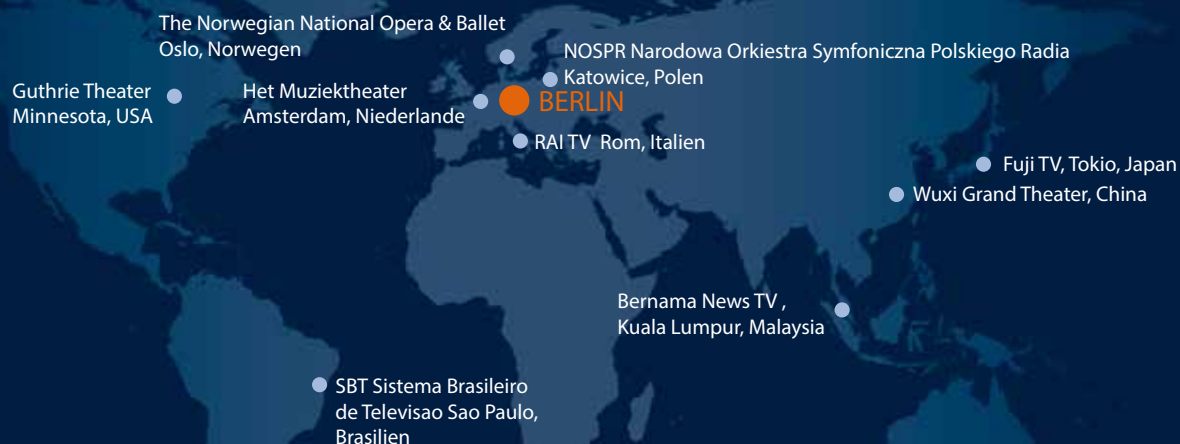 The Norwegian National Opera & Ballet
Oslo, Norwegen
NOSPR Narodowa Orkiestra Symfoniczna Polskiego Radia
Katowice, Polen
Guthrie Theater
Minnesota, USA
Het Muziektheater
Amsterdam, Niederlande
BERLIN
RAI TV Rom, Italien
Fuji TV, Tokio, Japan
Wuxi Grand Theater, China
Bernama News TV ,
Kuala Lumpur, Malaysia
SBT Sistema Brasileiro
de Televisao Sao Paulo,
Brasilien